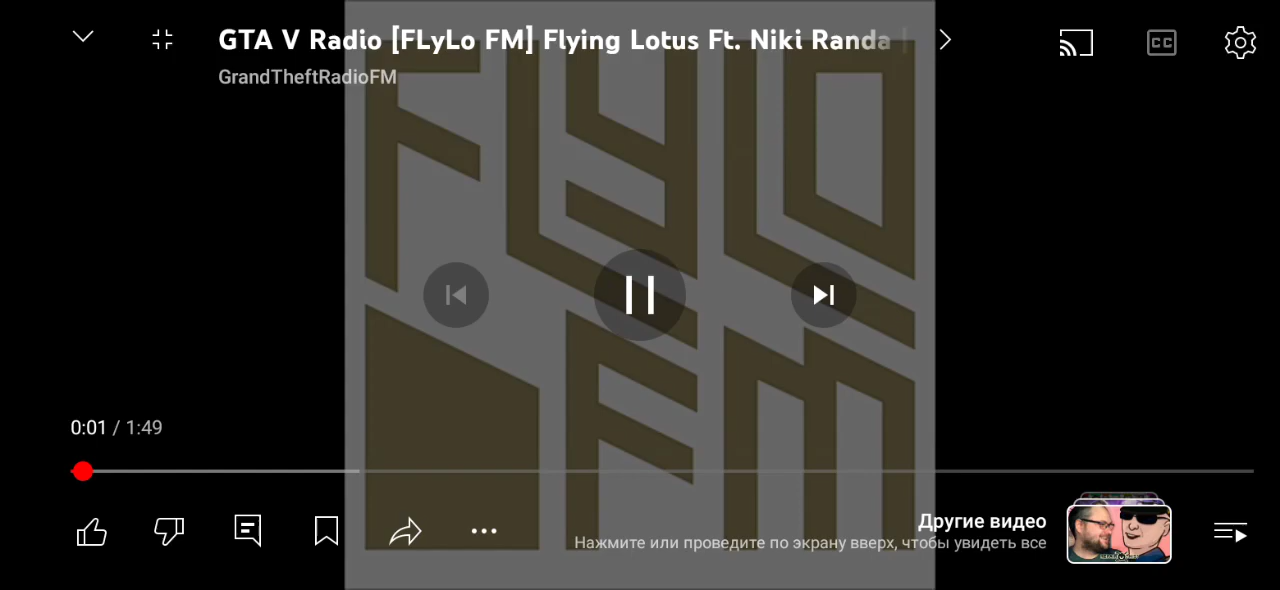 GTA V Radio [FLyLo FM] Flying Lotus Ft. Niki Randa
GrandTheftRadioFM
CC
FLYLO
FM
0:01 / 1:49
Другие видео
Нажмите или проведите по экрану вверх, чтобы увидеть все